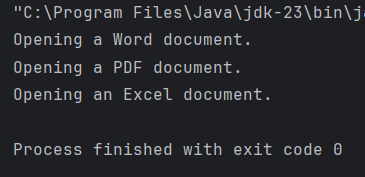 "C:\Program Files\Java\jdk-23\bin\j
Opening a Word document.
Opening a PDF document.
Opening an Excel document.
Process finished with exit code 0